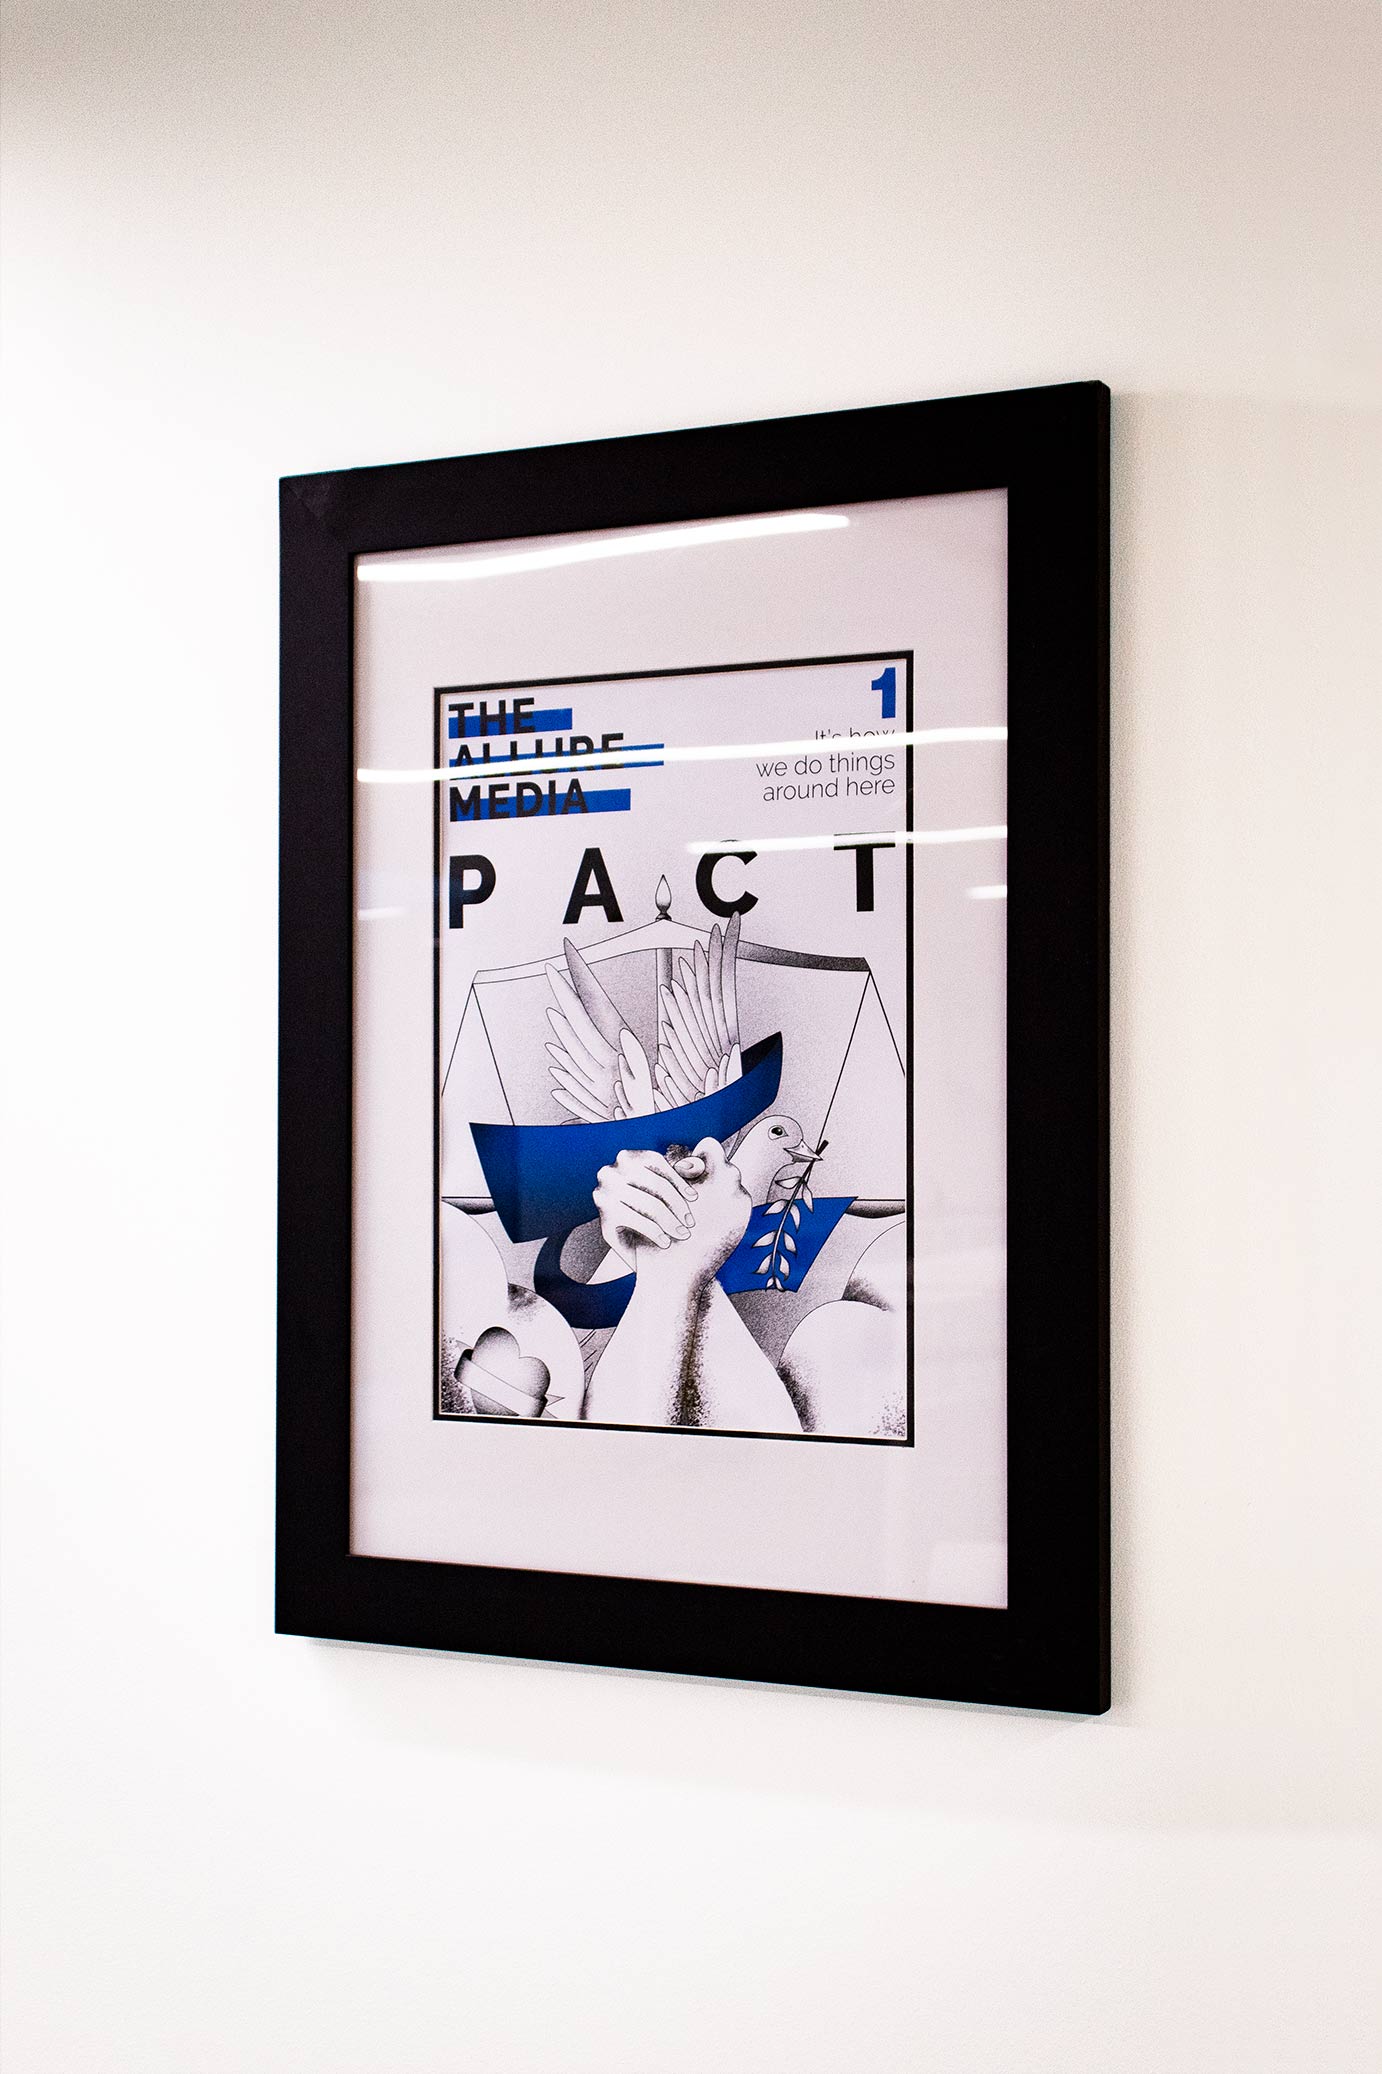 THE
ALLURE
MEDIA
1
It's how
we do things
around here
PACT